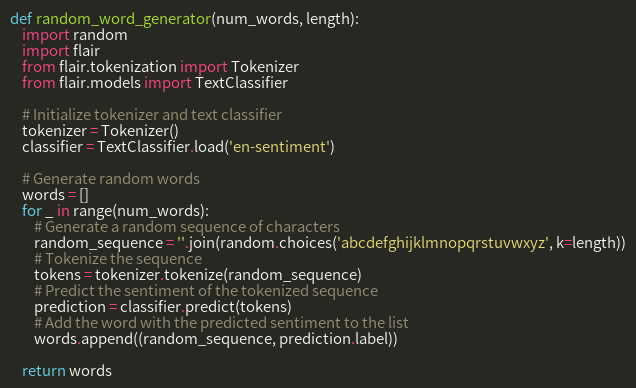 def random_word_generator(num_words, length):
    import random
    import flair
    from flair.tokenization import Tokenizer
    from flair.models import TextClassifier

    # Initialize tokenizer and text classifier
    tokenizer = Tokenizer()
    classifier = TextClassifier.load('en-sentiment')

    # Generate random words
    words = []
    for _ in range(num_words):
        # Generate a random sequence of characters
        random_sequence = ''.join(random.choices('abcdefghijklmnopqrstuvwxyz', k=length))
        # Tokenize the sequence
        tokens = tokenizer.tokenize(random_sequence)
        # Predict the sentiment of the tokenized sequence
        prediction = classifier.predict(tokens)
        # Add the word with the predicted sentiment to the list
        words.append((random_sequence, prediction.label))

    return words